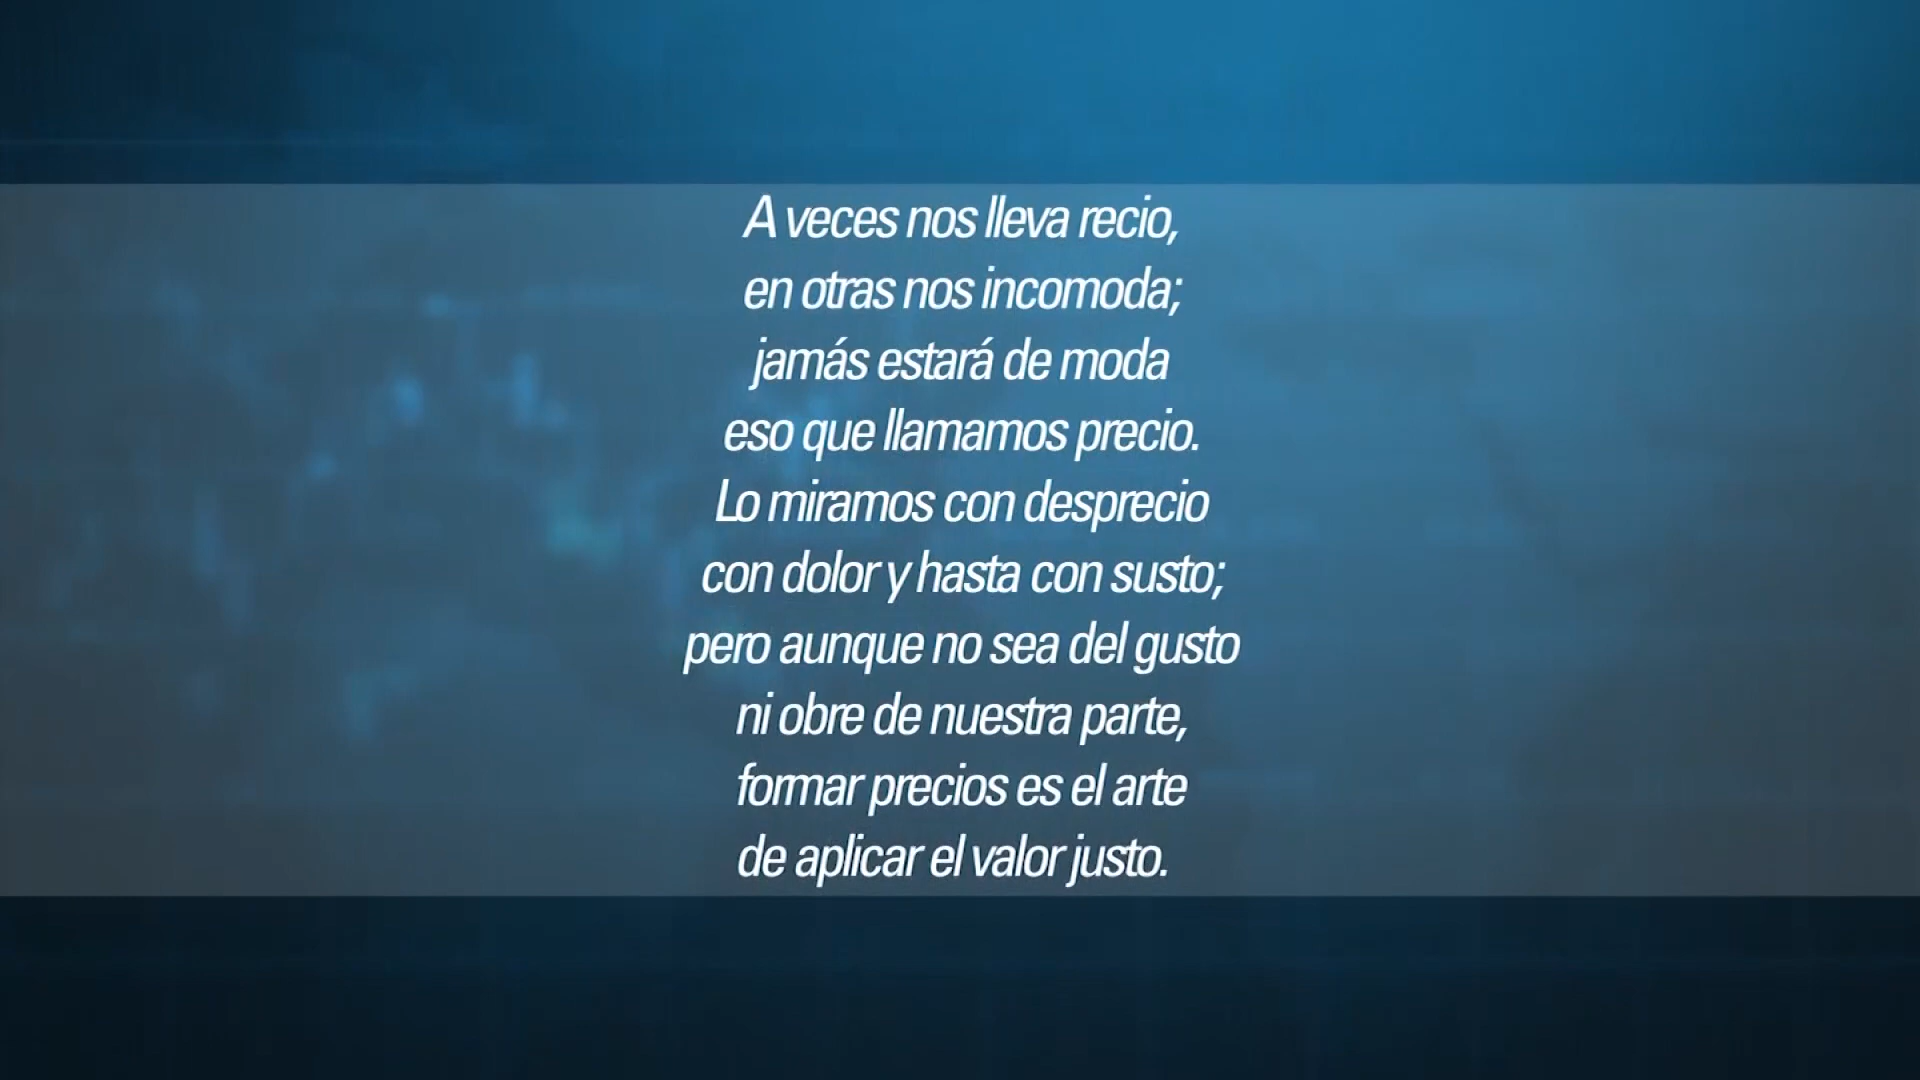 A veces nos lleva recio,
en otras nos incomoda;
jamás estará de moda
eso que llamamos precio.
Lo miramos con desprecio
con dolor y hasta con susto;
pero aunque no sea del gusto
ni obre de nuestra parte,
formar precios es el arte
de aplicar el valor justo.